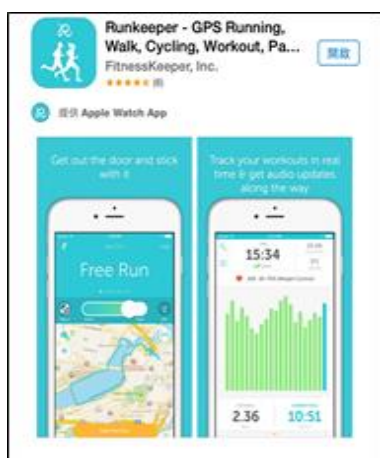 Runkeeper - GPS Running,
Walk, Cycling, Workout, Pa...
FitnessKeeper, Inc.
(6)
開啟
提供 Apple Watch App
Get out the door and stick
with it
Free Run
Track your workouts in real
time & get audio updates
along the way
15:34
2.36
10:51